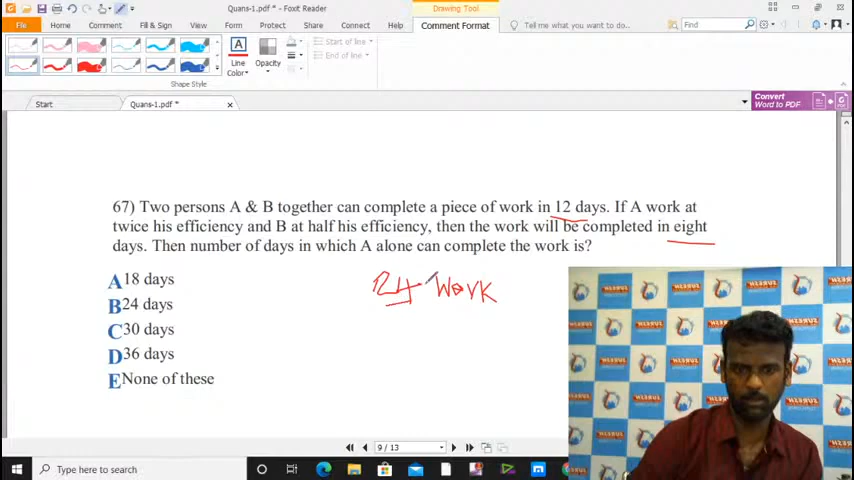 Quans-1.pdf * - Foxit Reader
Drawing Tool
File
Home
Comment
View
Form
Protect
Share
Connect
Help
Comment Format
Tell me what you want to do...
Find
Line
Color
Opacity
Start of line
End of line
Shape Style
Start
Quans-1.pdf *
Convert
Word to PDF
67) Two persons A & B together can complete a piece of work in 12 days. If A work at
twice his efficiency and B at half his efficiency, then the work will be completed in eight
days. Then number of days in which A alone can complete the work is?
24 Work
A 18 days
B 24 days
C 30 days
D 36 days
E None of these
9 / 13
Type here to search